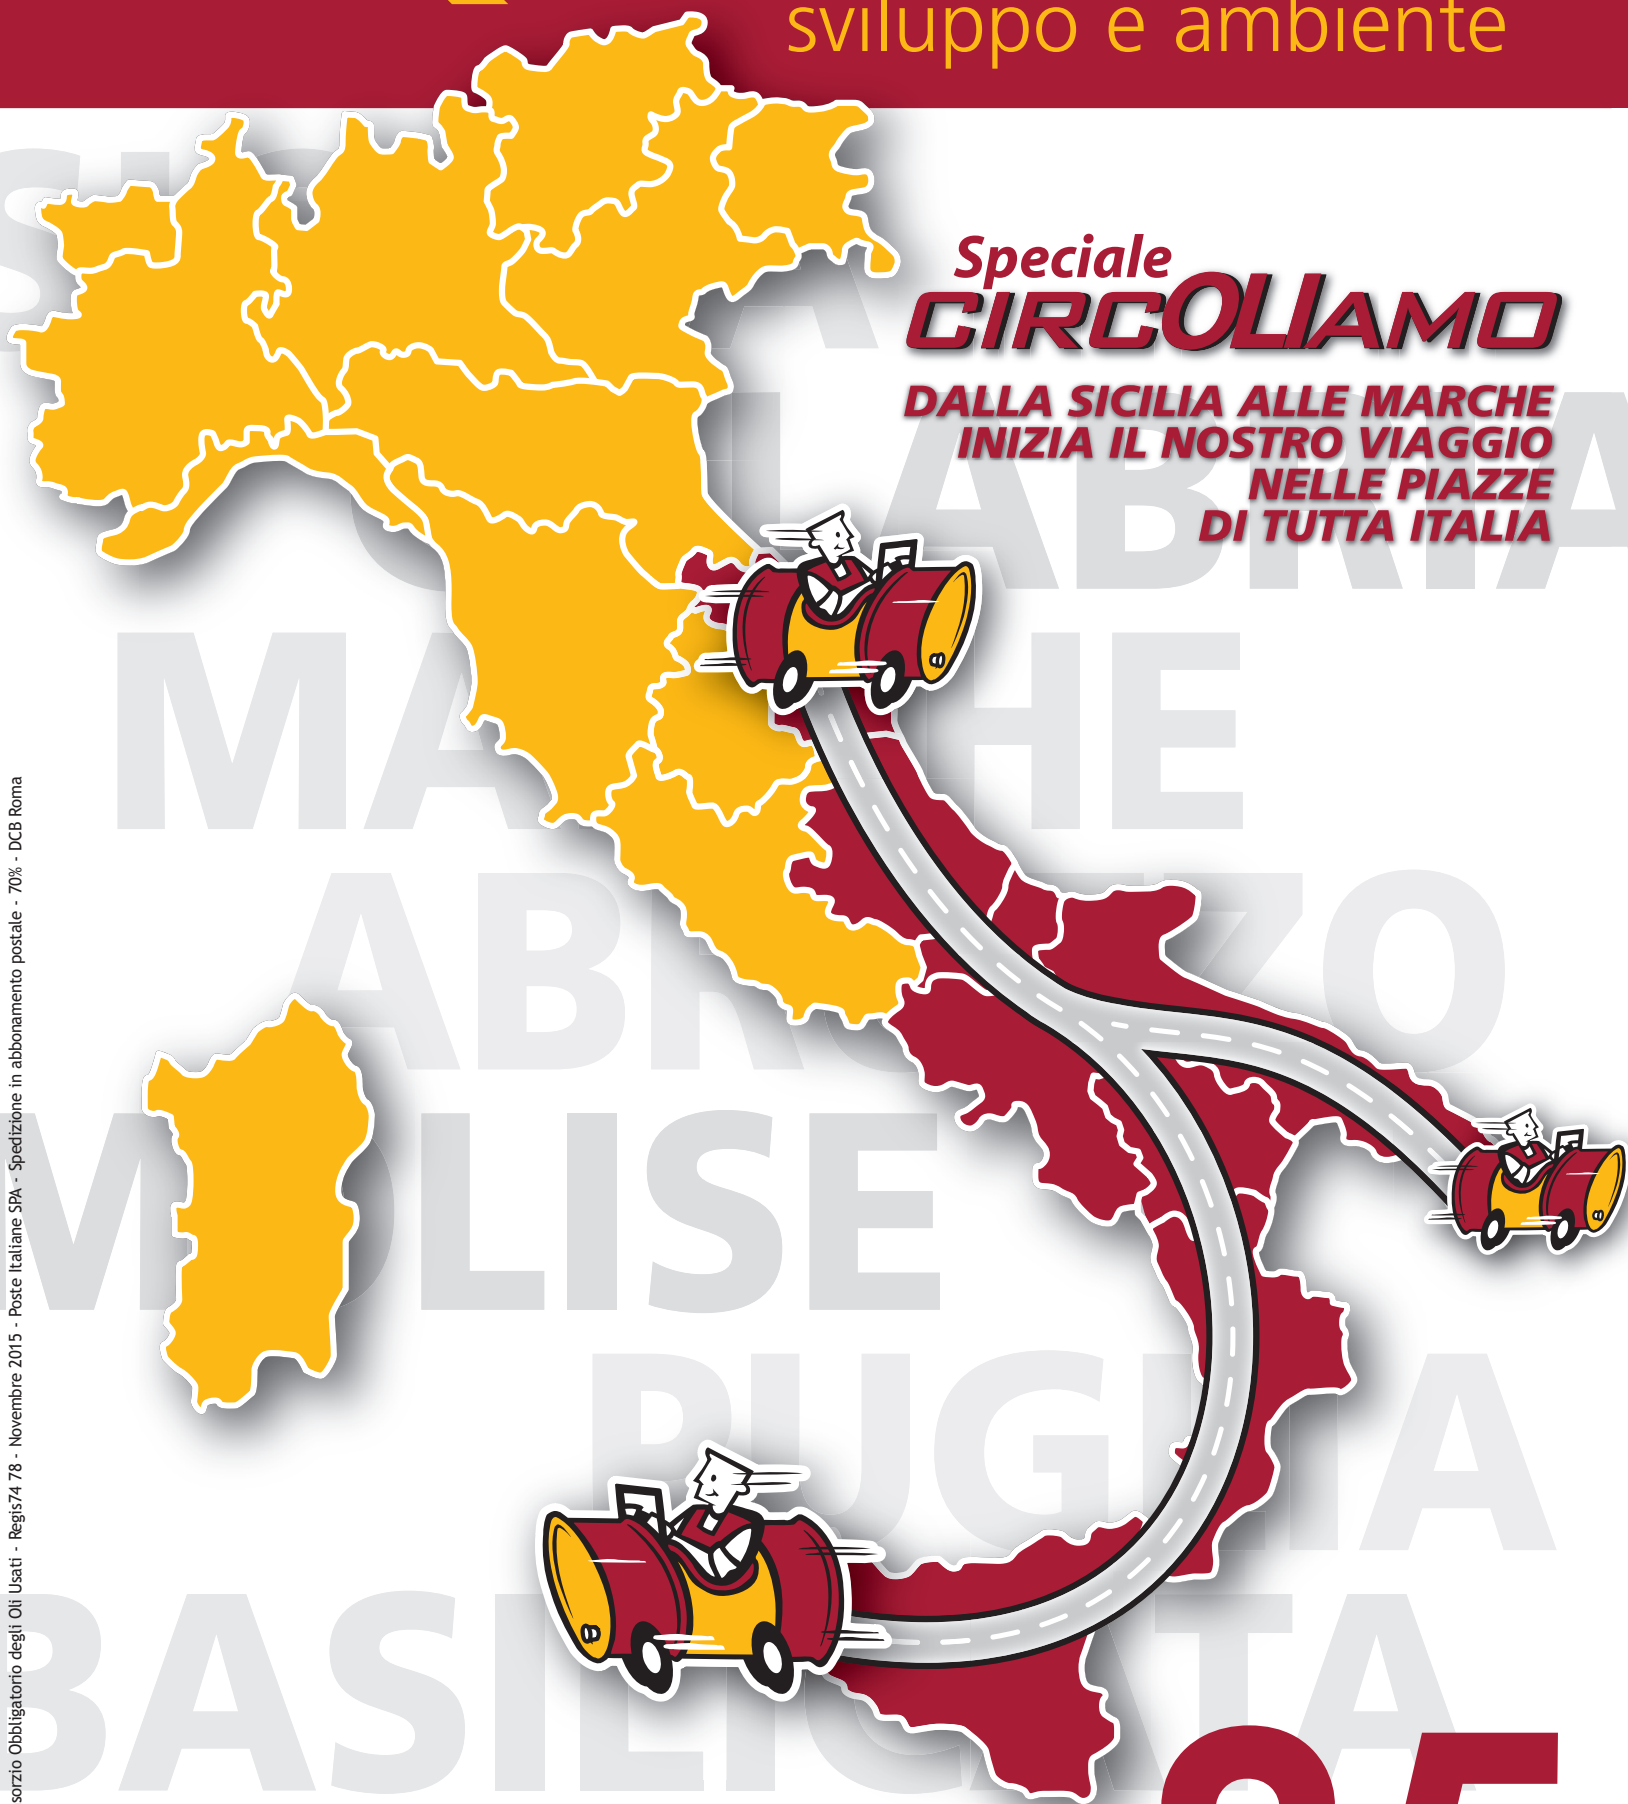 sviluppo e ambiente
Speciale
CIRCOLIAMO
DALLA SICILIA ALLE MARCHE
INIZIA IL NOSTRO VIAGGIO
NELLE PIAZZE
DI TUTTA ITALIA
ABRUZZO
MOLISE
PUGLIA
BASILICATA
sorzio Obbligatorio degli Oli Usati - Regis74 78 - Novembre 2015 - Poste Italiane SPA - Spedizione in abbonamento postale - 70% - DCB Roma